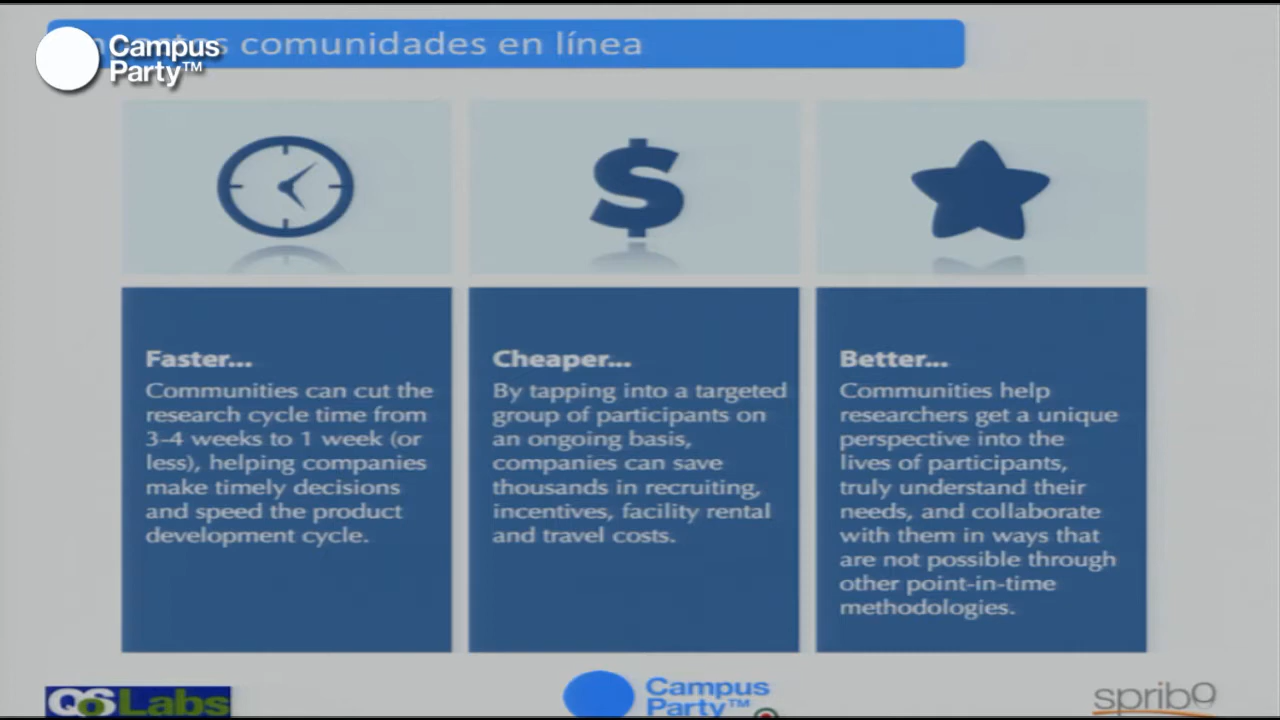 comunidades en línea
Campus
Party™
Faster...
Communities can cut the
research cycle time from
3-4 weeks to 1 week (or
less), helping companies
make timely decisions
and speed the product
development cycle.
Cheaper...
By tapping into a targeted
group of participants on
an ongoing basis,
companies can save
thousands in recruiting,
incentives, facility rental
and travel costs.
Better...
Communities help
researchers get a unique
perspective into the
lives of participants,
truly understand their
needs, and collaborate
with them in ways that
are not possible through
other point-in-time
methodologies.
QoS Labs
Campus
Party™
spribo